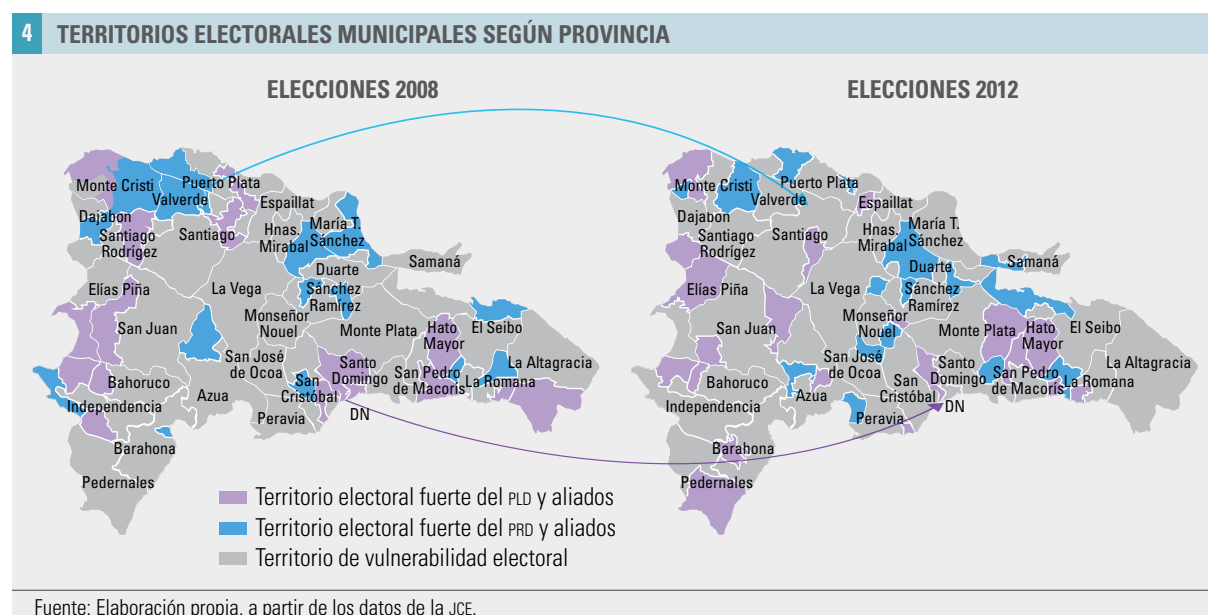 4 TERRITORIOS ELECTORALES MUNICIPALES SEGÚN PROVINCIA
ELECCIONES 2008
Monte Cristi
Puerto Plata
Valverde
Espaillat
Dajabon
Santiago
Rodrígez
Santiago
Hnas.
Mirabal
María T.
Sánchez
Duarte
Samaná
Elías Piña
La Vega
Sánchez
Ramírez
San Juan
Monseñor
Nouel
Monte Plata
Hato
Mayor
El Seibo
San José
de Ocoa
Santo
Domingo
San Pedro
de Macorís
La Romana
La Altagracia
Bahoruco
Azua
San
Cristóbal
Independencia
Peravia
DN
Barahona
Pedernales
ELECCIONES 2012
Monte Cristi
Puerto Plata
Valverde
Espaillat
Dajabon
Santiago
Rodrígez
Santiago
Hnas.
Mirabal
María T.
Sánchez
Duarte
Samaná
Elías Piña
La Vega
Sánchez
Ramírez
San Juan
Monseñor
Nouel
Monte Plata
Hato
Mayor
El Seibo
San José
de Ocoa
Santo
Domingo
San Pedro
de Macorís
La Romana
La Altagracia
Bahoruco
Azua
San
Cristóbal
Independencia
Peravia
DN
Barahona
Pedernales
Territorio electoral fuerte del PLD y aliados
Territorio electoral fuerte del PRD y aliados
Territorio de vulnerabilidad electoral
Fuente: Elaboración propia, a partir de los datos de la JCE.